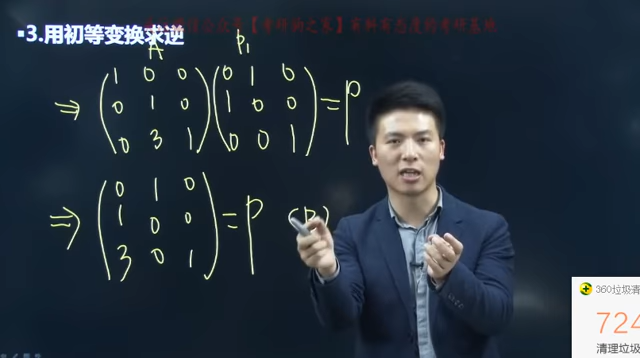 ▪3.用初等变换求逆
A P₁
⇒ (1 0 0
0 1 0
0 3 1) (0 1 0
1 0 0
0 0 1) = P
⇒ (0 1 0
1 0 0
3 0 1) = P (P)
360垃圾清
724
清理垃圾